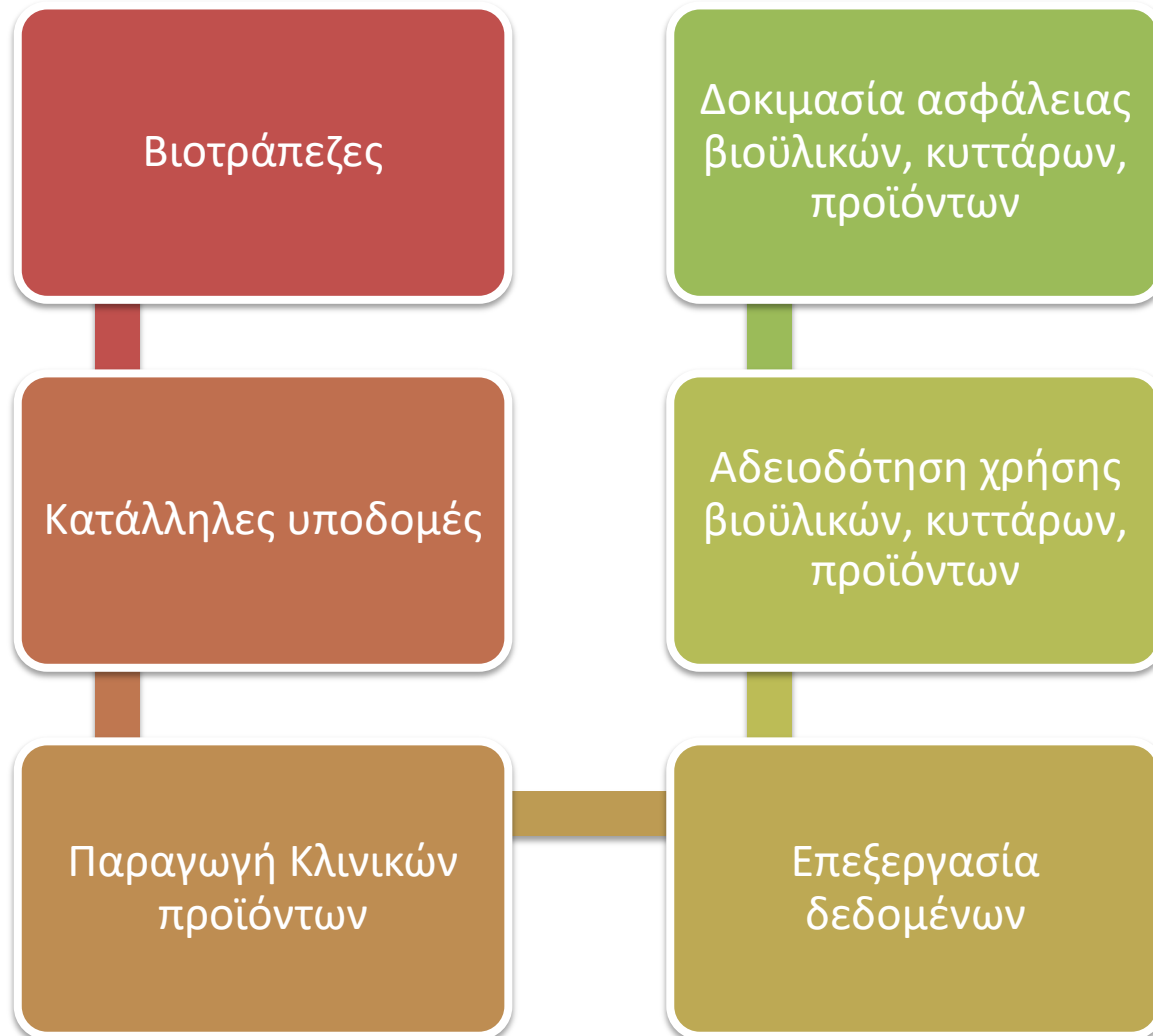 Βιοτράπεζες
Κατάλληλες υποδομές
Παραγωγή Κλινικών
προϊόντων
Επεξεργασία
δεδομένων
Αδειοδότηση χρήσης
βιοϋλικών, κυττάρων,
προϊόντων
Δοκιμασία ασφάλειας
βιοϋλικών, κυττάρων,
προϊόντων